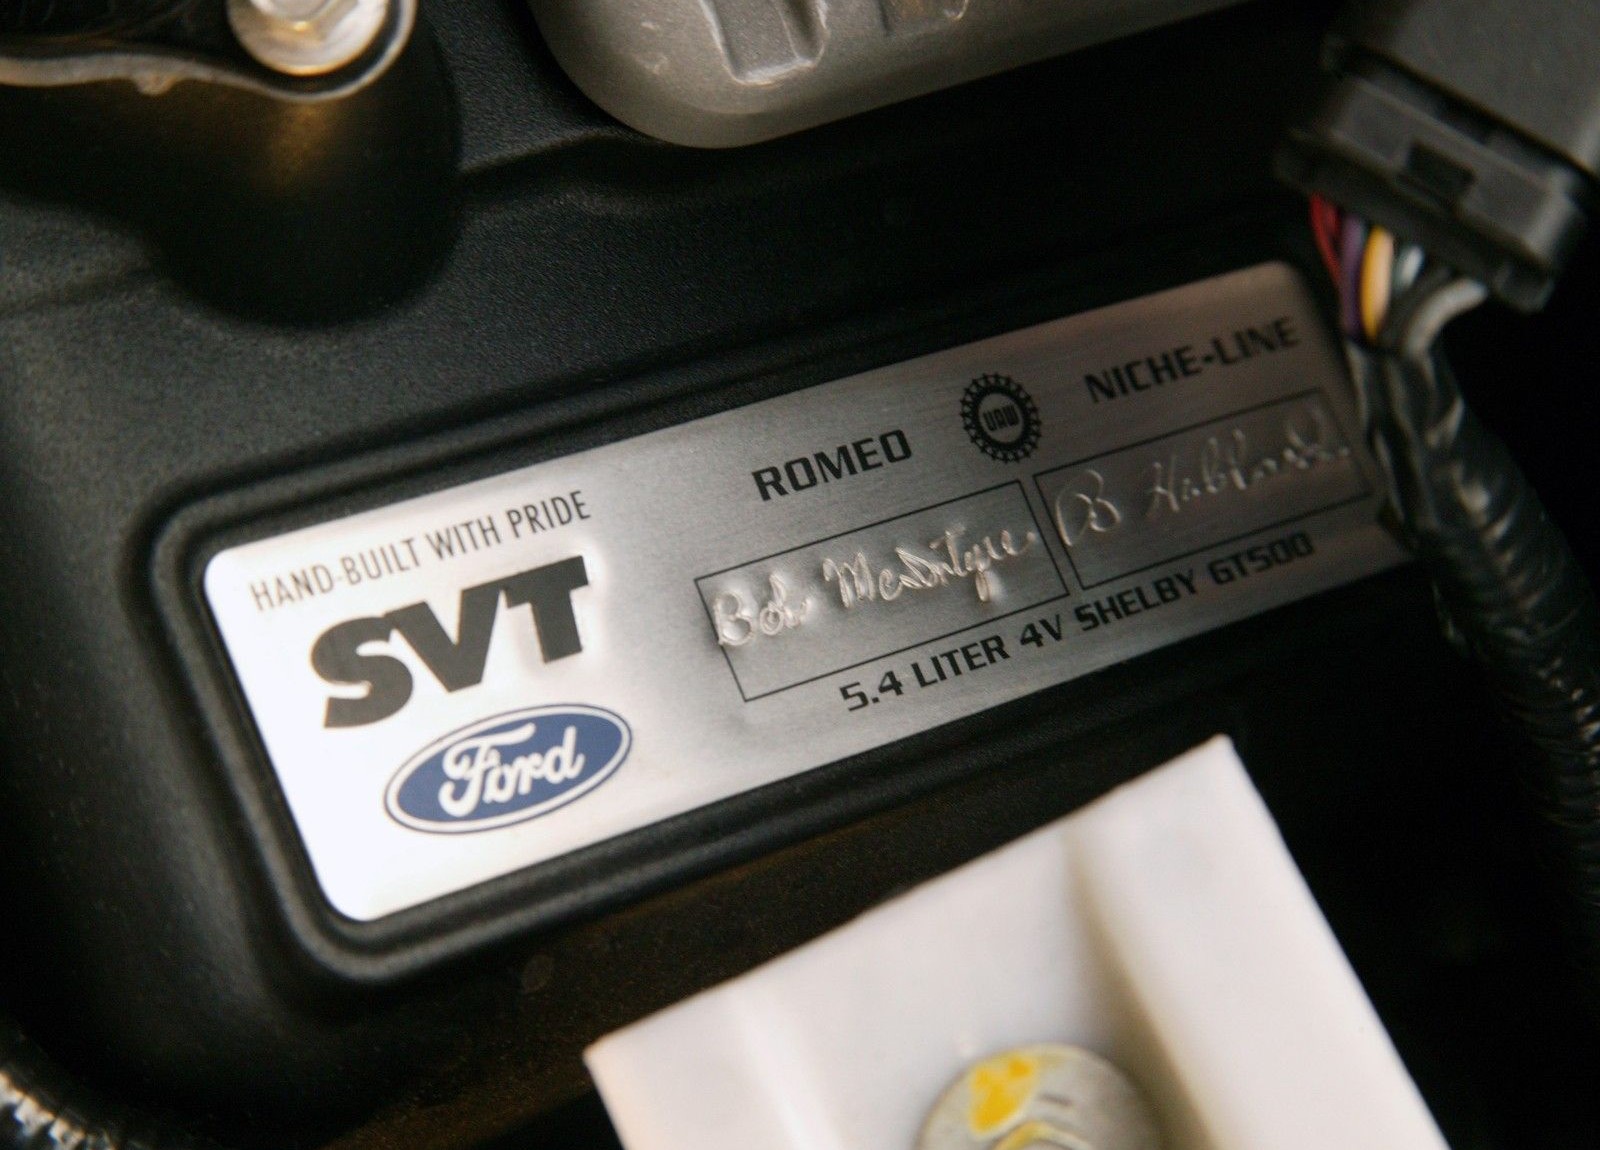 HAND-BUILT WITH PRIDE
SVT
Ford
ROMEO
UAW
NICHE-LINE
Bob McIntyre
B
5.4 LITER 4V SHELBY GT500